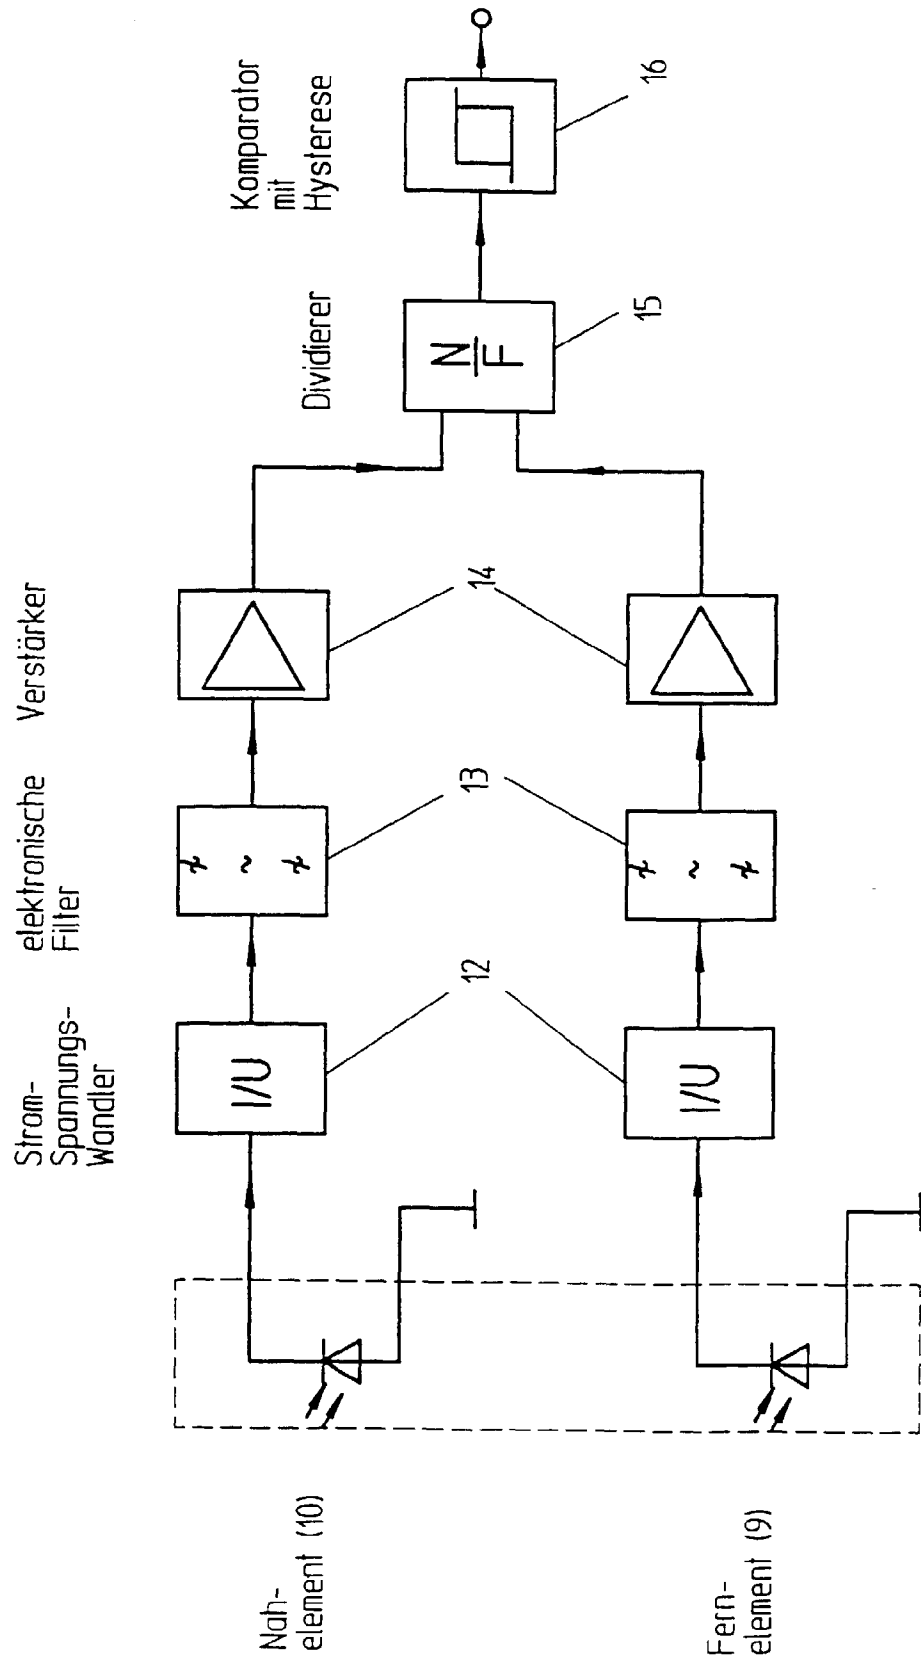 Strom-
Spannungs-
Wandler
elektronische
Filter
Verstärker
Dividierer
Komparator
mit
Hysterese
Nah-
element (10)
I/U
N
F
12
13
14
15
16
Fern-
element (9)
I/U